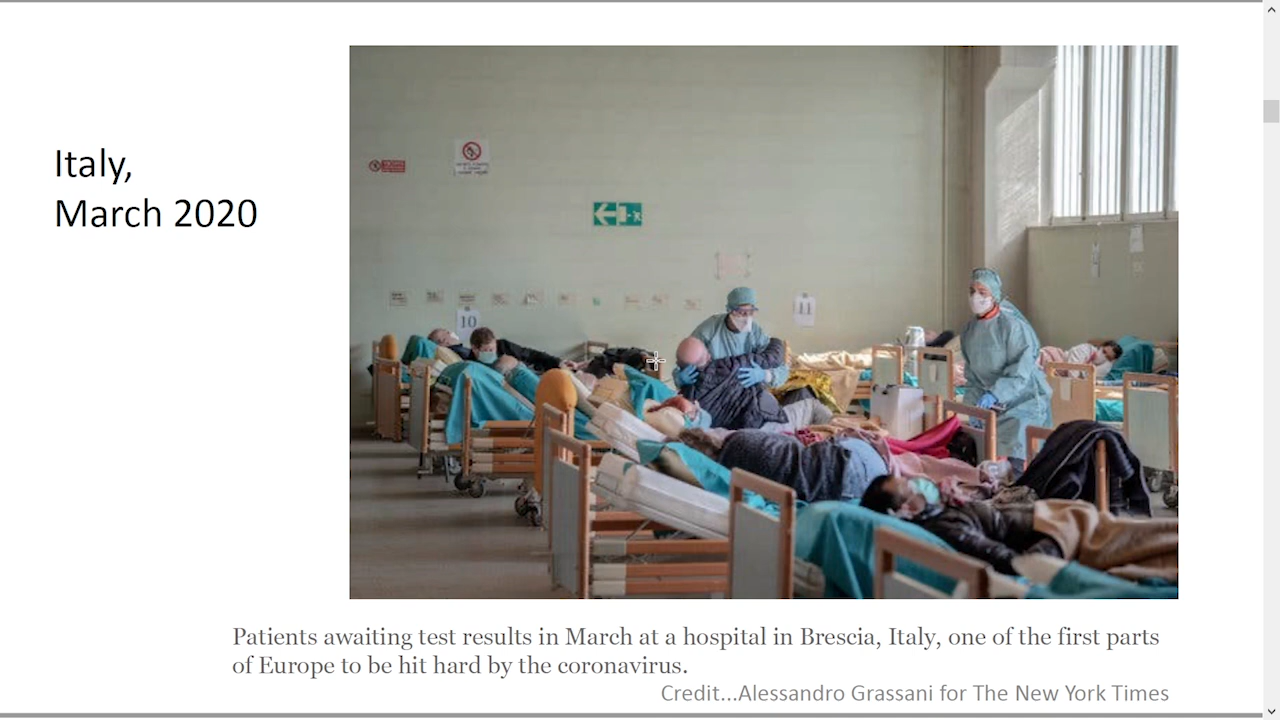 Italy,
March 2020
10
11
Patients awaiting test results in March at a hospital in Brescia, Italy, one of the first parts
of Europe to be hit hard by the coronavirus.
Credit...Alessandro Grassani for The New York Times